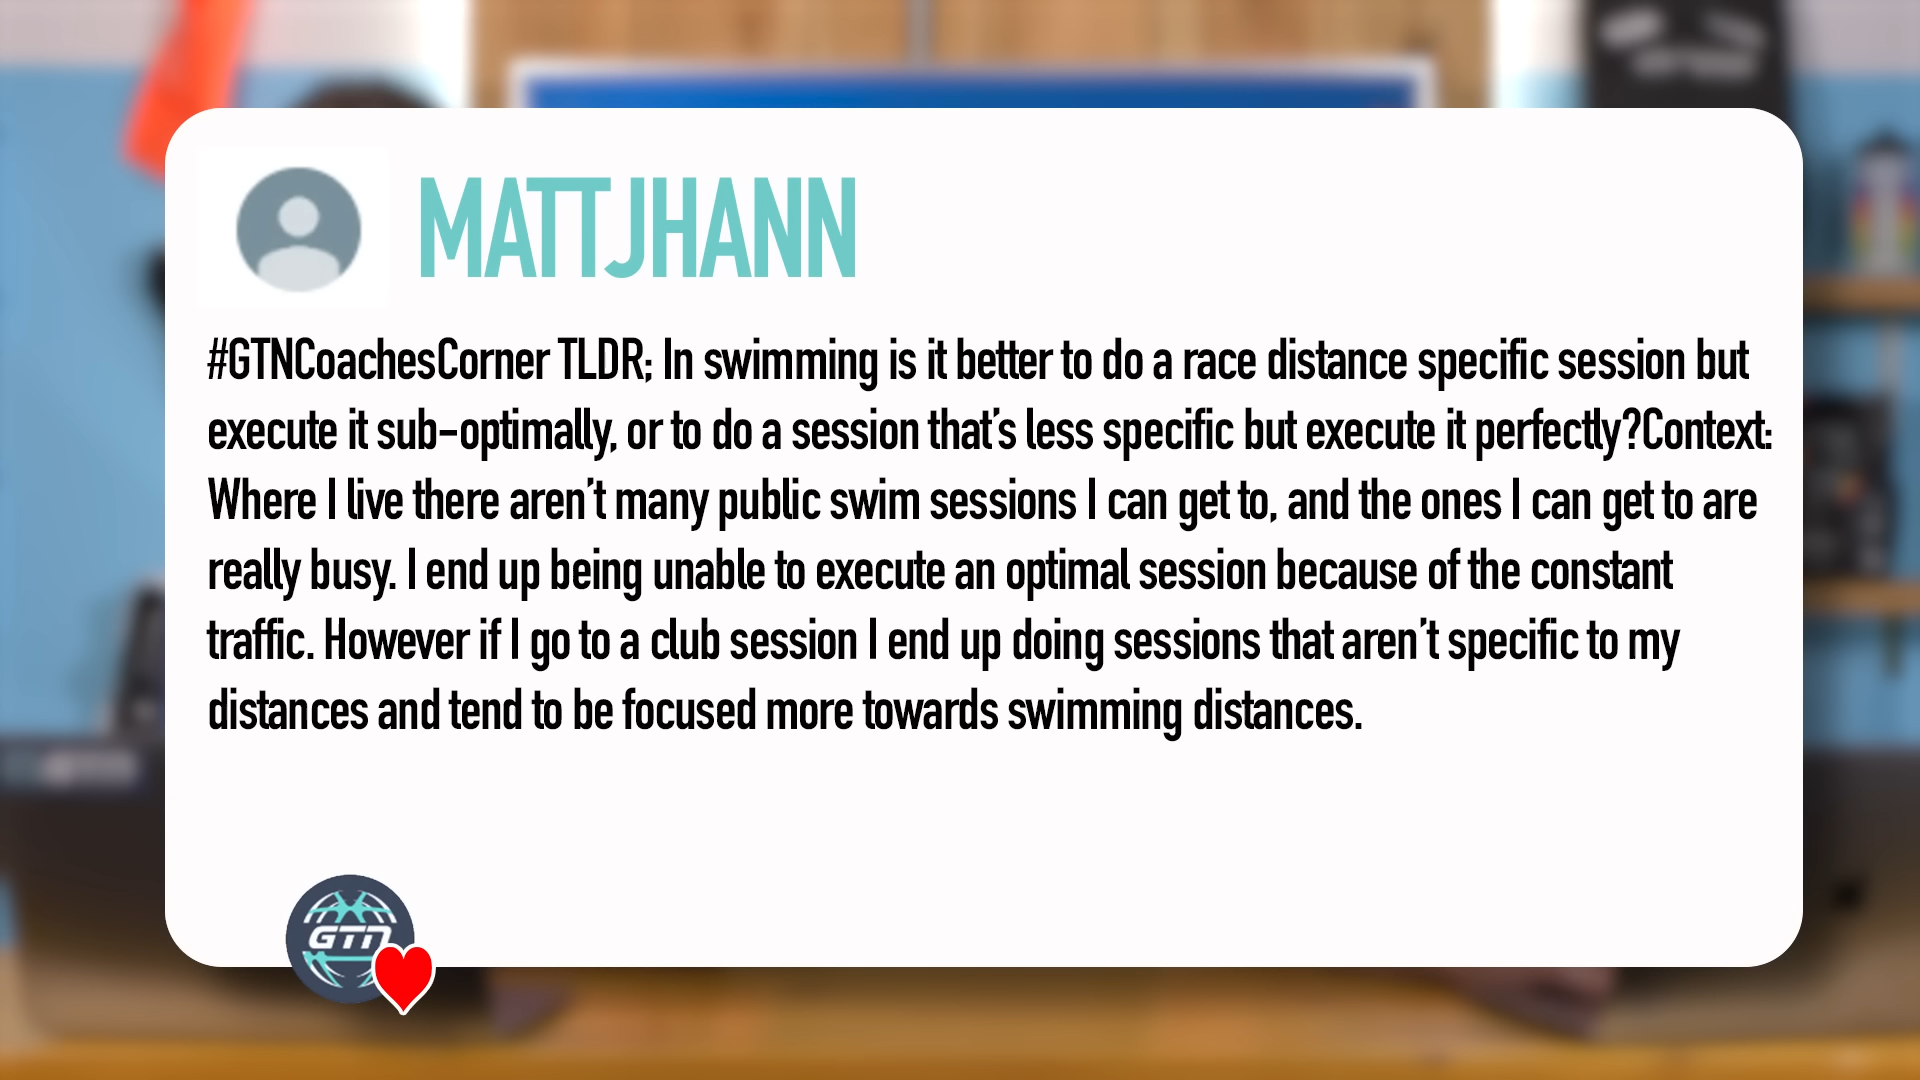 MATTJHANN
#GTNCoachesCorner TLDR; In swimming is it better to do a race distance specific session but
execute it sub-optimally, or to do a session that's less specific but execute it perfectly?Context:
Where I live there aren't many public swim sessions I can get to, and the ones I can get to are
really busy. I end up being unable to execute an optimal session because of the constant
traffic. However if I go to a club session I end up doing sessions that aren't specific to my
distances and tend to be focused more towards swimming distances.
GTN